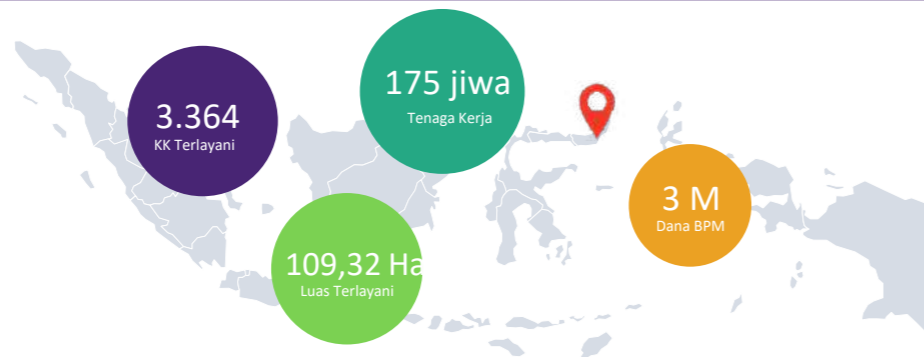 3.364
KK Terlayani
175 jiwa
Tenaga Kerja
109,32 Ha
Luas Terlayani
3 M
Dana BPM